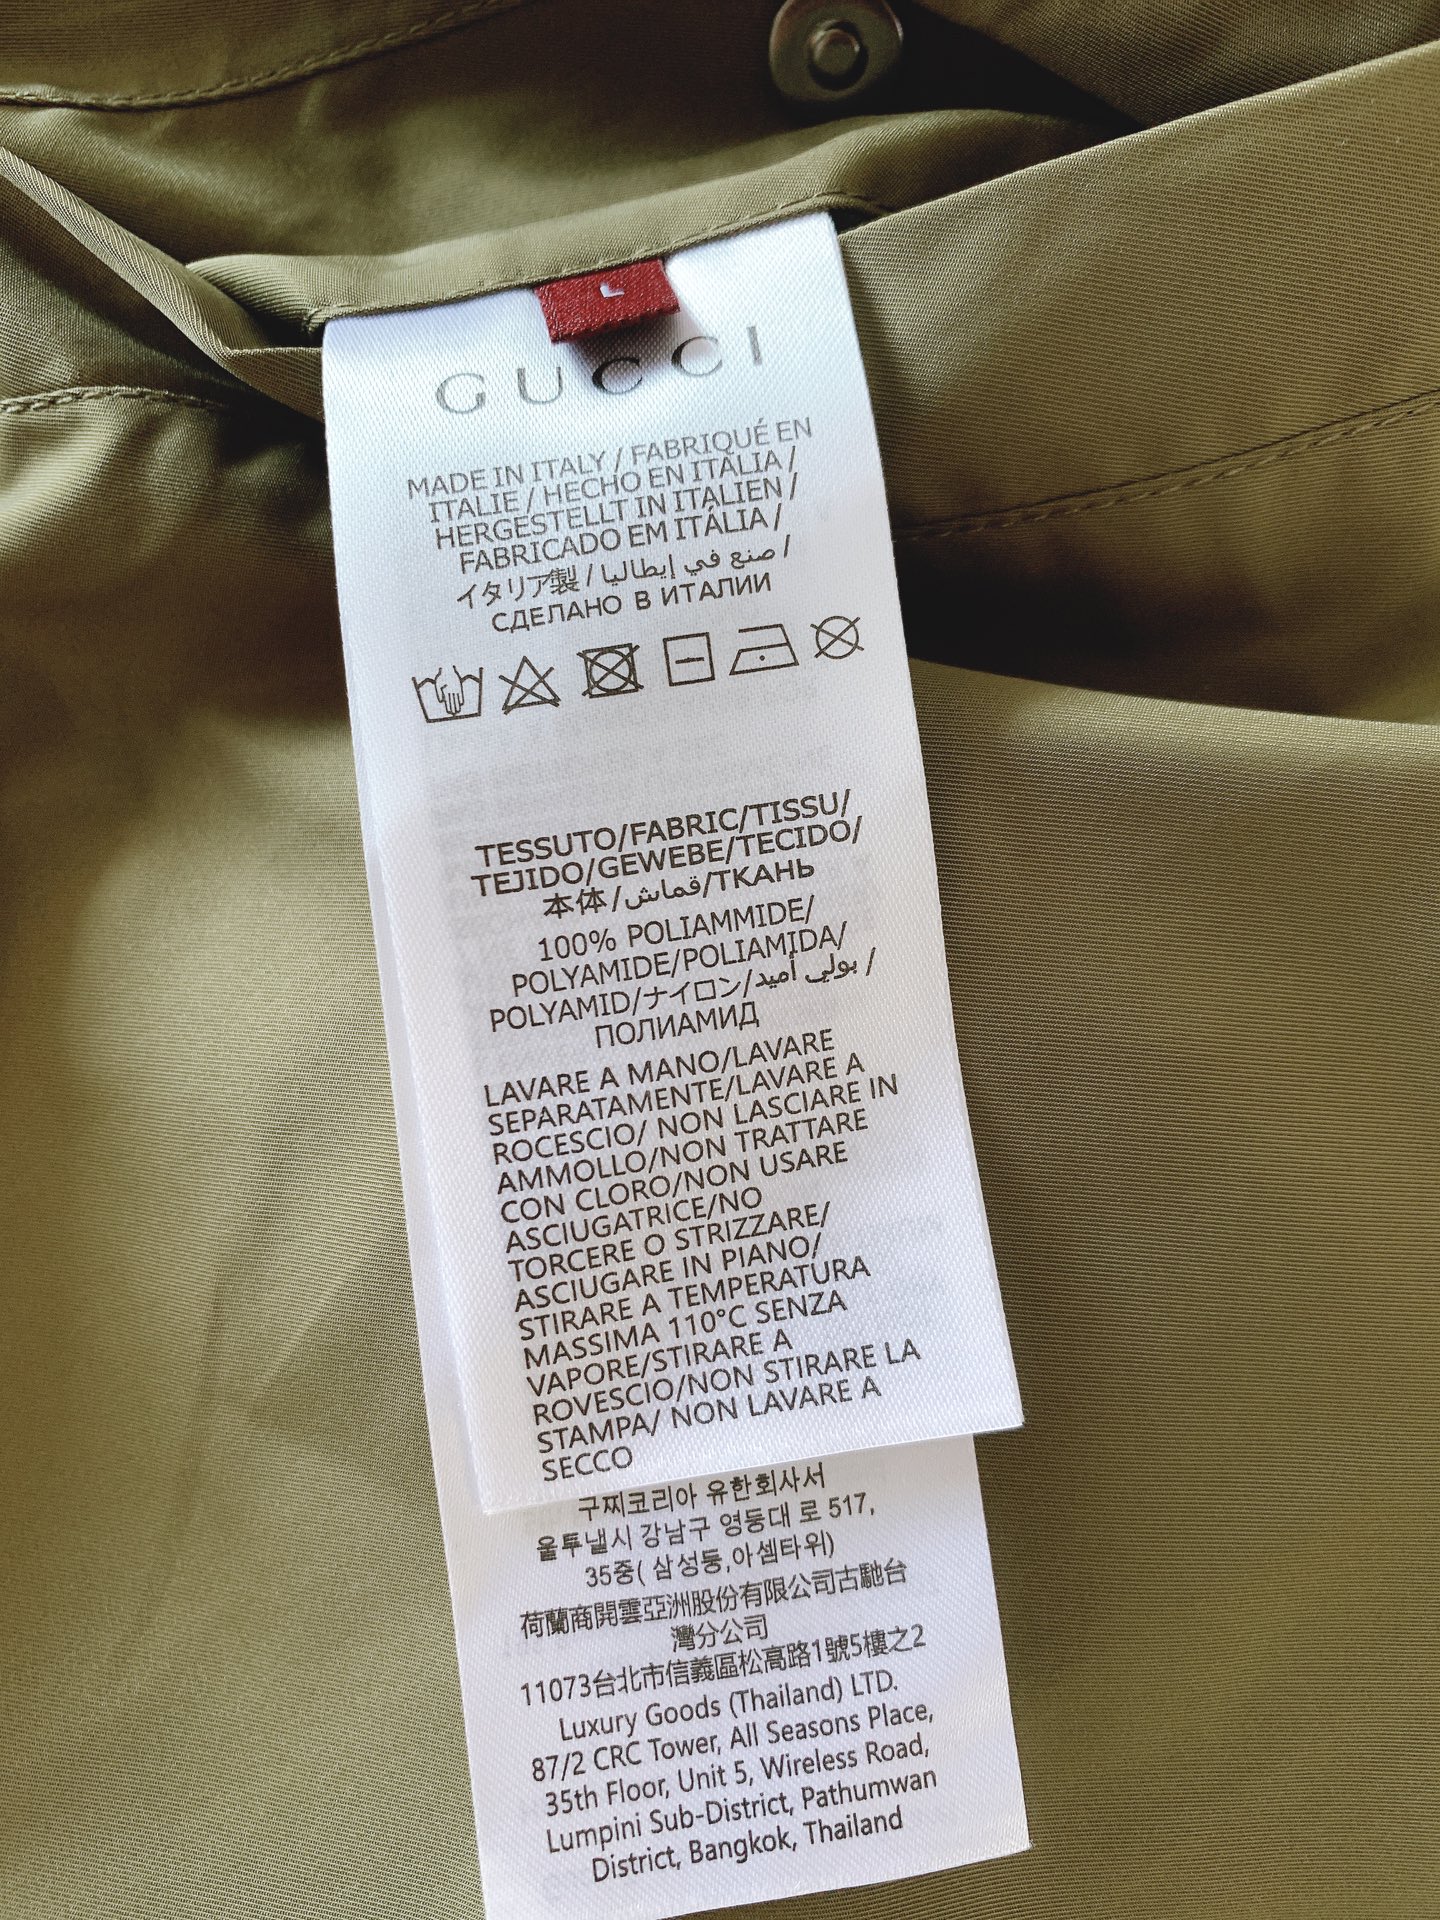 L
GUCCI
MADE IN ITALY / FABRIQUÉ EN
ITALIE / HECHO EN ITALIA /
HERGESTELLT IN ITALIEN /
FABRICADO EM ITÁLIA /
イタリア製 / صنع في إيطاليا /
СДЕЛАНО В ИТАЛИИ
TESSUTO/FABRIC/TISSU/
TEJIDO/GEWEBE/TECIDO/
本体/قماش/ТКАНЬ
100% POLIAMMIDE/
POLYAMIDE/POLIAMIDA/
POLYAMID/ナイロン/بولي أميد /
ПОЛИАМИД
LAVARE A MANO/LAVARE
SEPARATAMENTE/LAVARE A
ROCESCIO/ NON LASCIARE IN
AMMOLLO/NON TRATTARE
CON CLORO/NON USARE
ASCIUGATRICE/NO
TORCERE O STRIZZARE/
ASCIUGARE IN PIANO/
STIRARE A TEMPERATURA
MASSIMA 110°C SENZA
VAPORE/STIRARE A
ROVESCIO/NON STIRARE LA
STAMPA/ NON LAVARE A
SECCO
구찌코리아 유한회사서
울투낼시 강남구 영둥대 로 517,
35중( 삼성둥,아셈타위)
荷蘭商開雲亞洲股份有限公司古馳台
灣分公司
11073台北市信義區松高路1號5樓之2
Luxury Goods (Thailand) LTD.
87/2 CRC Tower, All Seasons Place,
35th Floor, Unit 5, Wireless Road,
Lumpini Sub-District, Pathumwan
District, Bangkok, Thailand